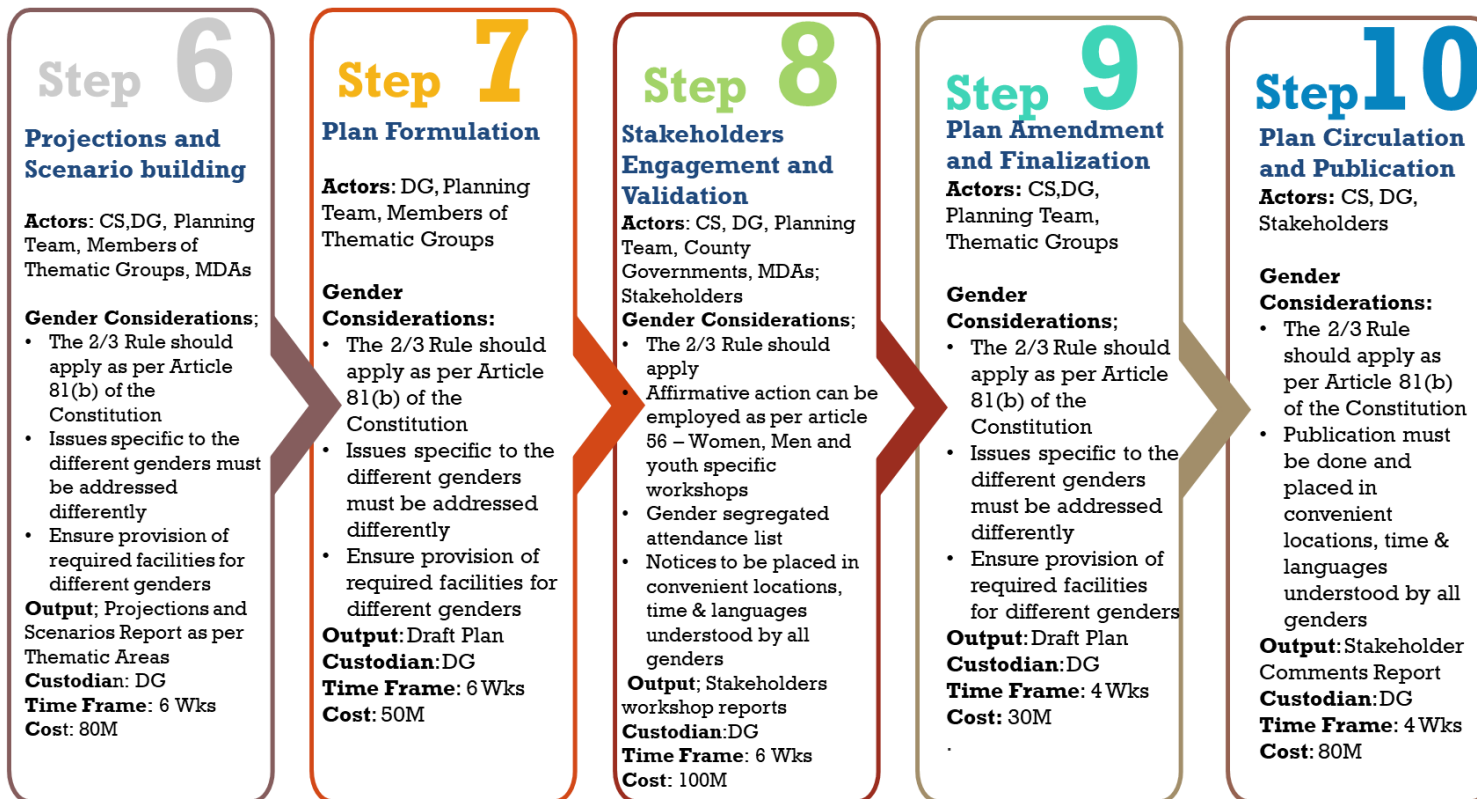 Step 6
Projections and
Scenario building
Actors: CS,DG, Planning
Team, Members of
Thematic Groups, MDAs
Gender Considerations;
• The 2/3 Rule should
apply as per Article
81(b) of the
Constitution
• Issues specific to the
different genders must
be addressed
differently
• Ensure provision of
required facilities for
different genders
Output; Projections and
Scenarios Report as per
Thematic Areas
Custodian: DG
Time Frame: 6 Wks
Cost: 80M
Step 7
Plan Formulation
Actors: DG, Planning
Team, Members of
Thematic Groups
Gender
Considerations:
• The 2/3 Rule should
apply as per Article
81(b) of the
Constitution
• Issues specific to the
different genders
must be addressed
differently
• Ensure provision of
required facilities for
different genders
Output: Draft Plan
Custodian: DG
Time Frame: 6 Wks
Cost: 50M
Step 8
Stakeholders
Engagement and
Validation
Actors: CS, DG, Planning
Team, County
Governments, MDAs;
Stakeholders
Gender Considerations;
• The 2/3 Rule should
apply
• Affirmative action can be
employed as per article
56 – Women, Men and
youth specific
workshops
• Gender segregated
attendance list
• Notices to be placed in
convenient locations,
time & languages
understood by all
genders
Output; Stakeholders
workshop reports
Custodian:DG
Time Frame: 6 Wks
Cost: 100M
Step 9
Plan Amendment
and Finalization
Actors: CS,DG,
Planning Team,
Thematic Groups
Gender
Considerations;
• The 2/3 Rule should
apply as per Article
81(b) of the
Constitution
• Issues specific to the
different genders
must be addressed
differently
• Ensure provision of
required facilities
for different genders
Output: Draft Plan
Custodian:DG
Time Frame: 4 Wks
Cost: 30M
.
Step 10
Plan Circulation
and Publication
Actors: CS, DG,
Stakeholders
Gender
Considerations:
• The 2/3 Rule
should apply as
per Article 81(b)
of the Constitution
• Publication must
be done and
placed in
convenient
locations, time &
languages
understood by all
genders
Output: Stakeholder
Comments Report
Custodian:DG
Time Frame: 4 Wks
Cost: 80M